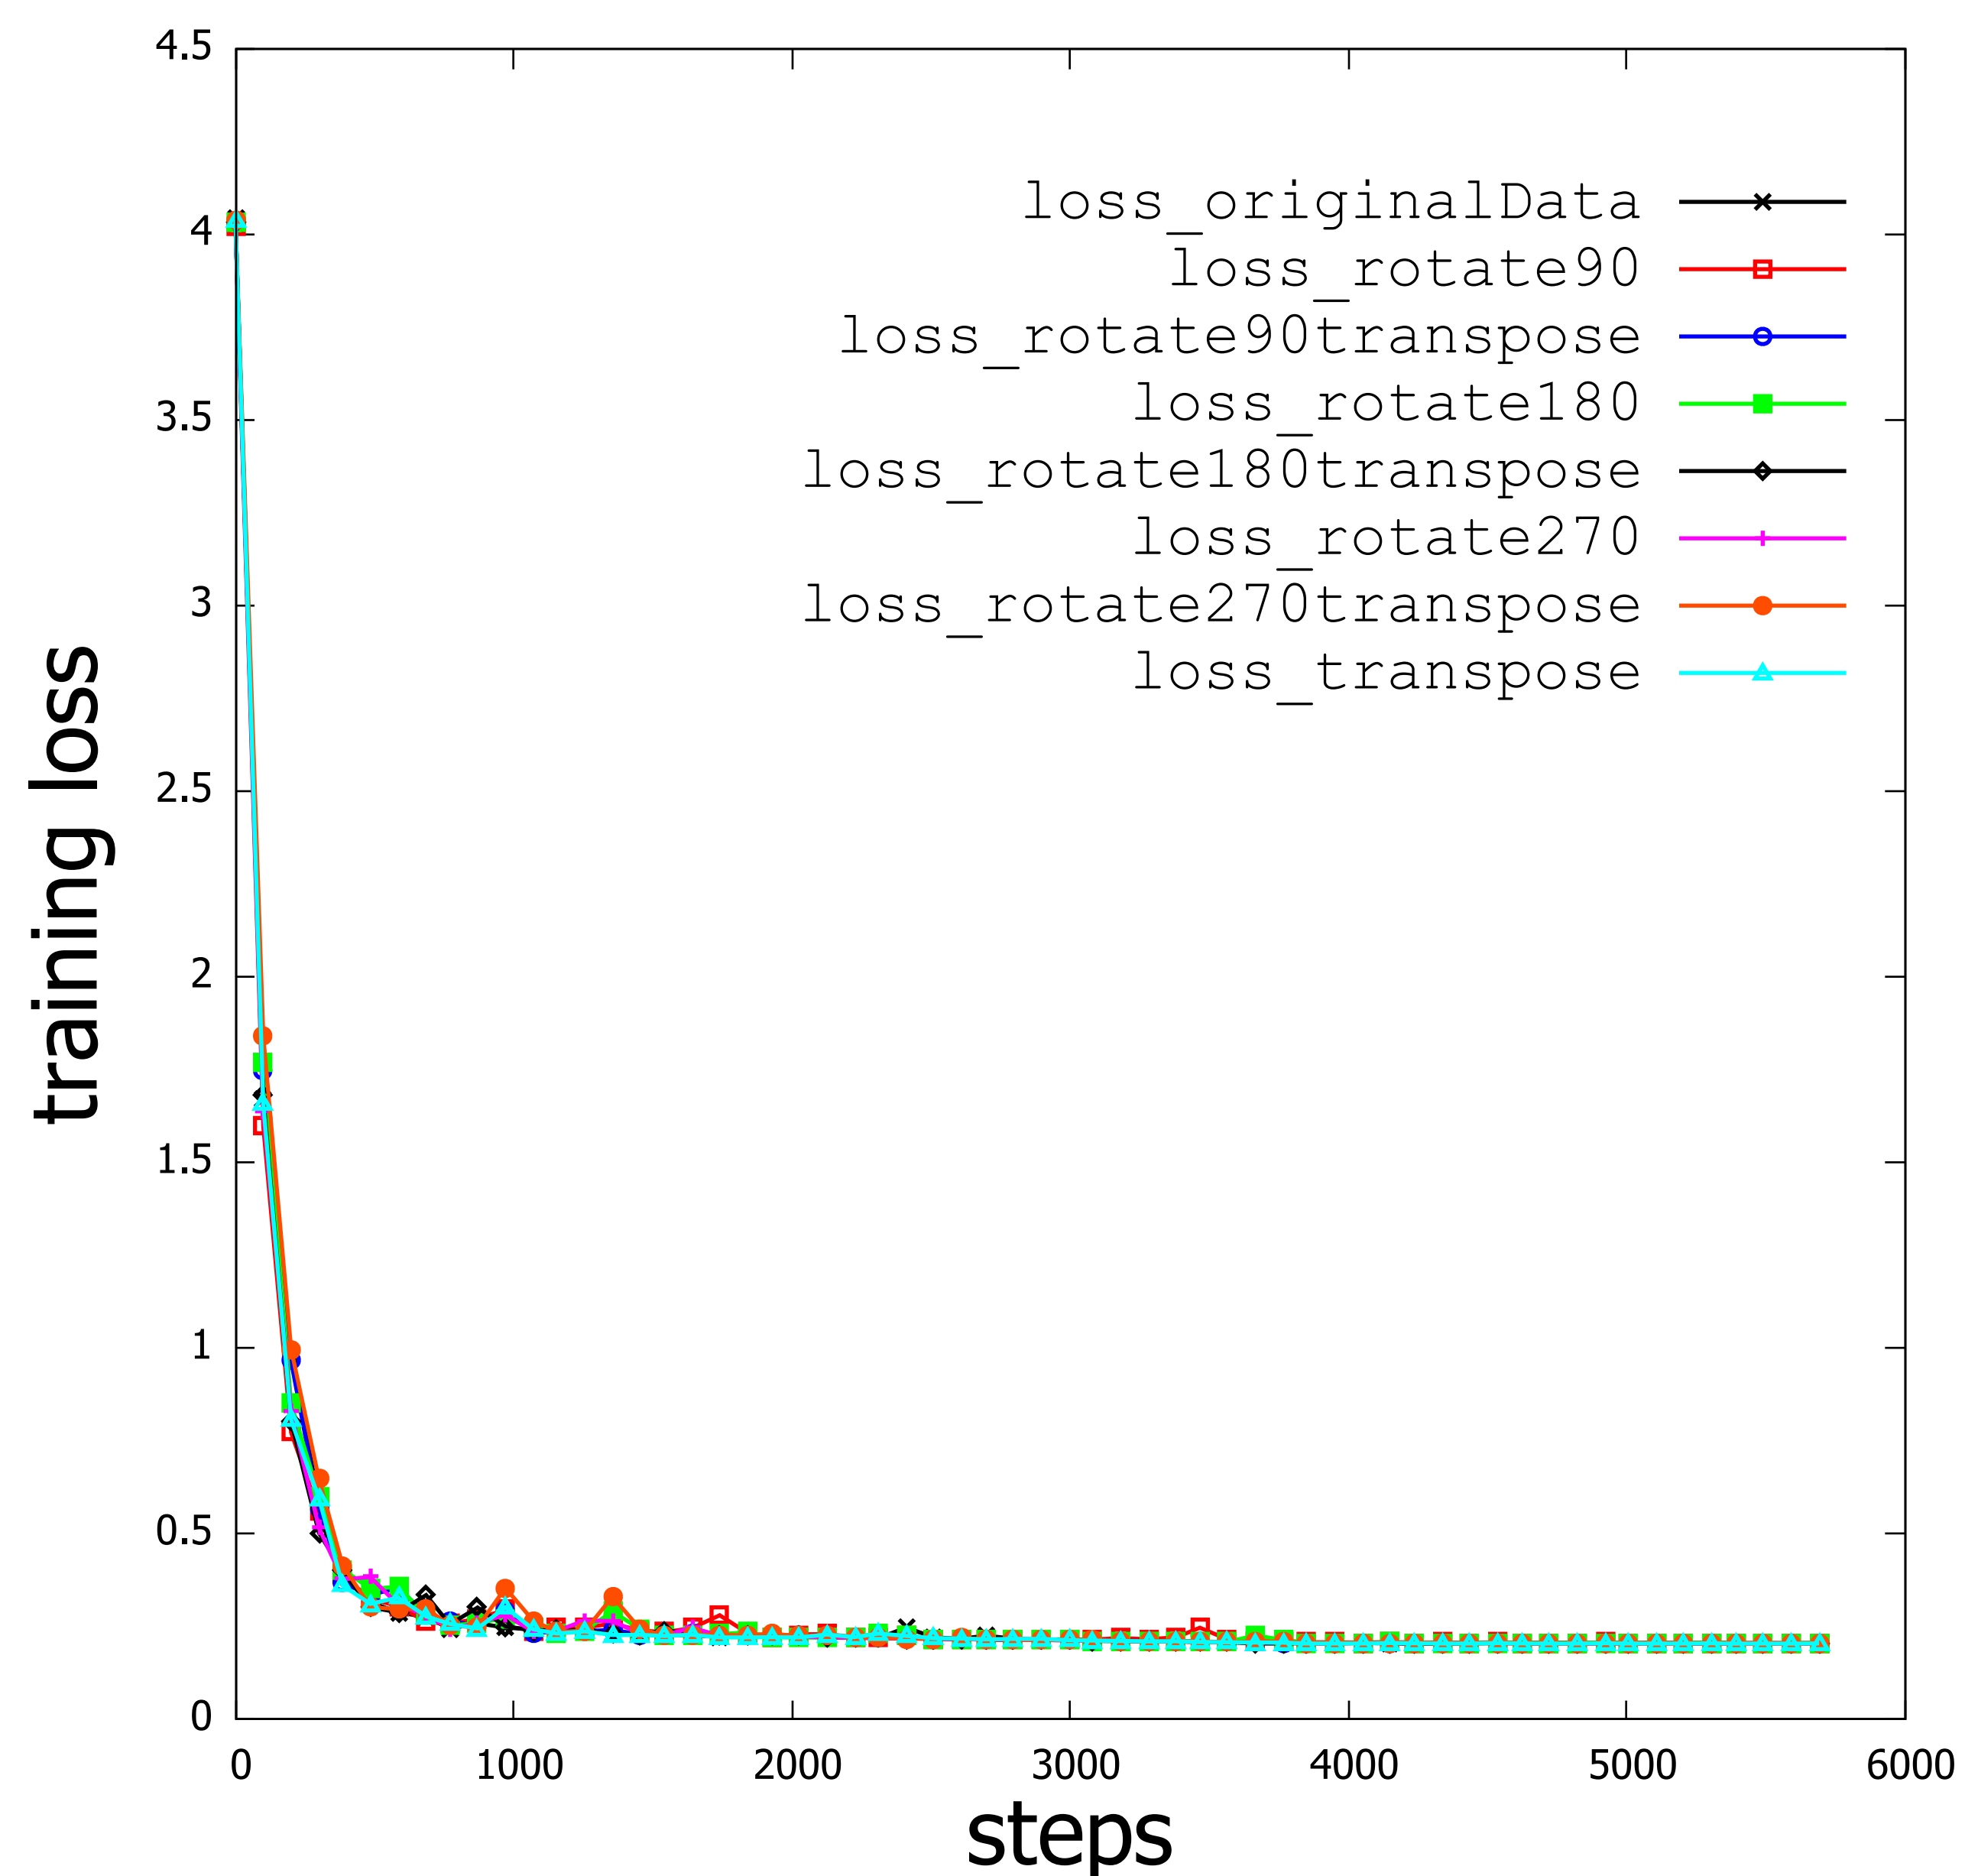 4.5
4
3.5
3
2.5
2
1.5
1
0.5
0
training loss
loss_originalData
loss_rotate90
loss_rotate90transpose
loss_rotate180
loss_rotate180transpose
loss_rotate270
loss_rotate270transpose
loss_transpose
0 1000 2000 3000 4000 5000 6000
steps